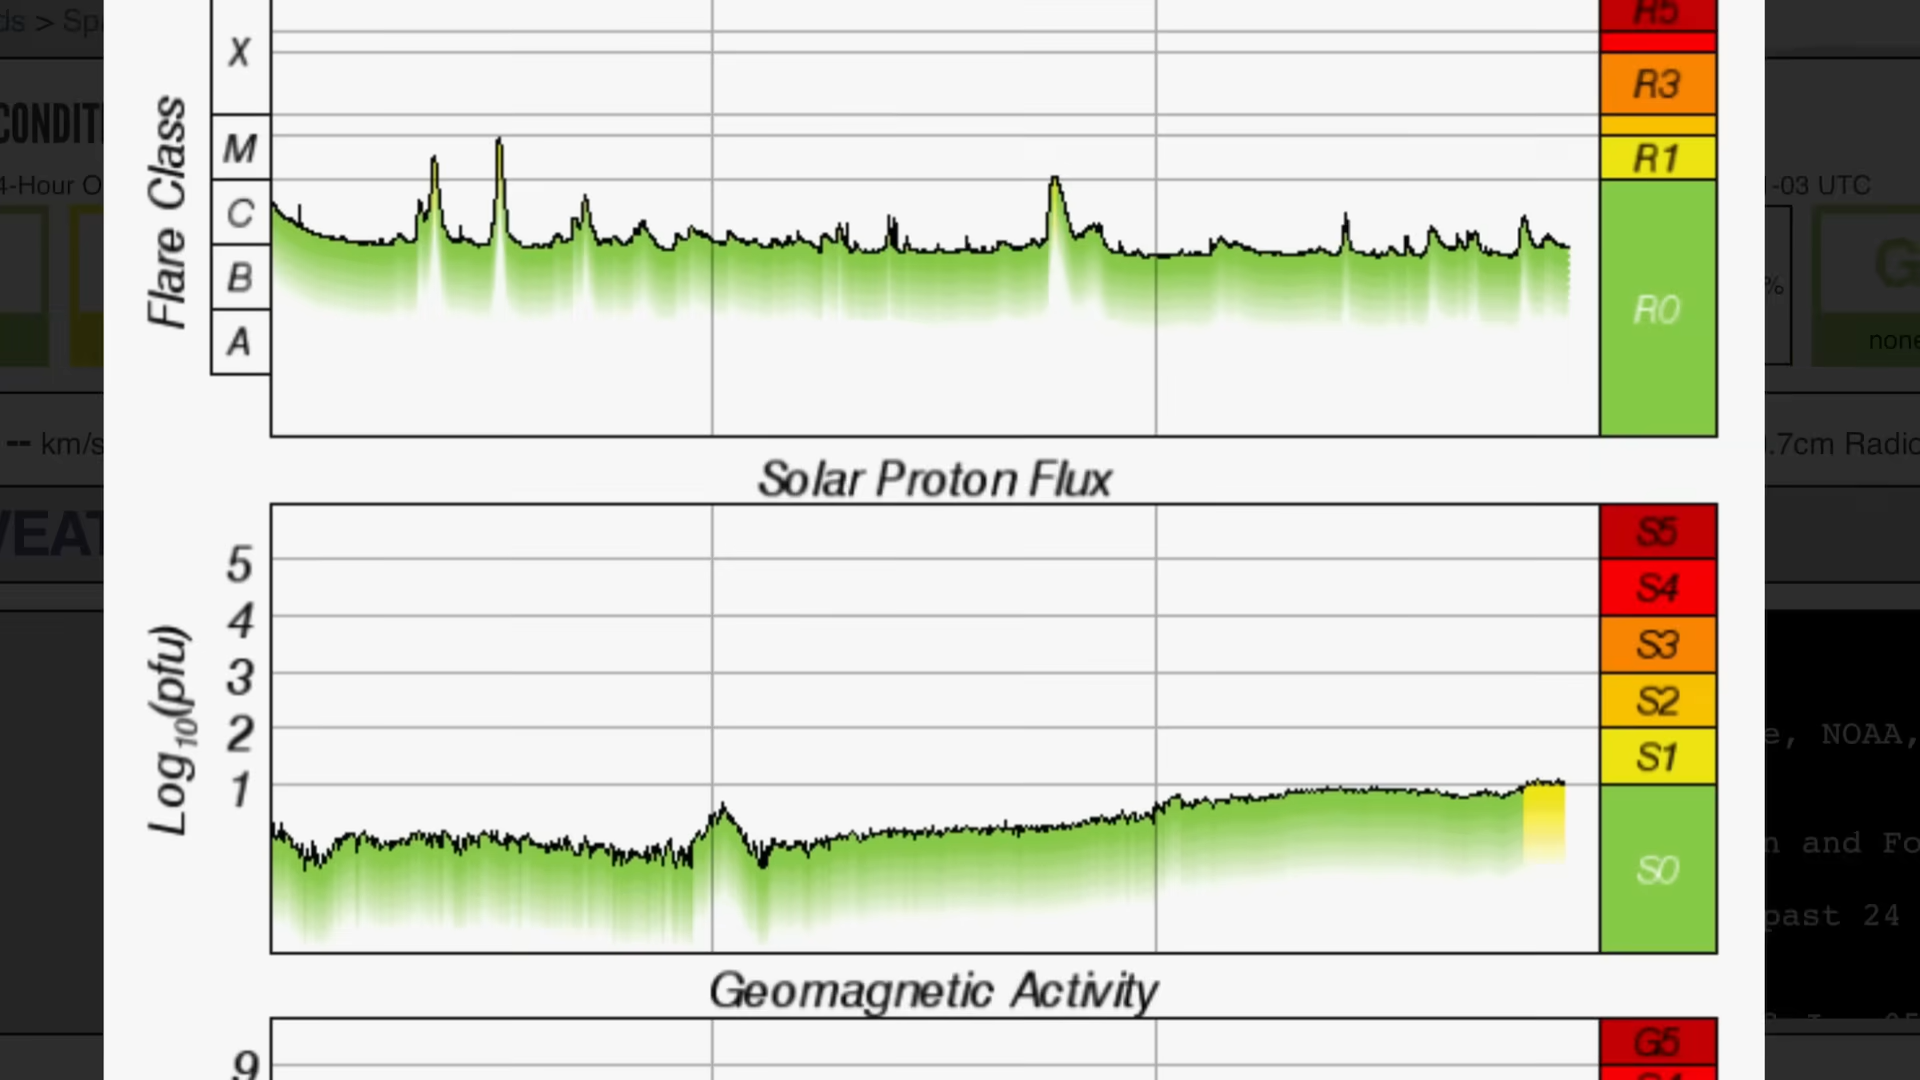 ds > Sp
CONDIT
4-Hour O
-- km/s
WEAT
R5
X
R3
M
R1
C
B
R0
A
Flare Class
Solar Proton Flux
S5
5
S4
4
S3
3
S2
2
S1
1
S0
Log10(pfu)
Geomagnetic Activity
G5
9
-03 UTC
%
G
none
.7cm Radio
e, NOAA,
n and Fo
past 24